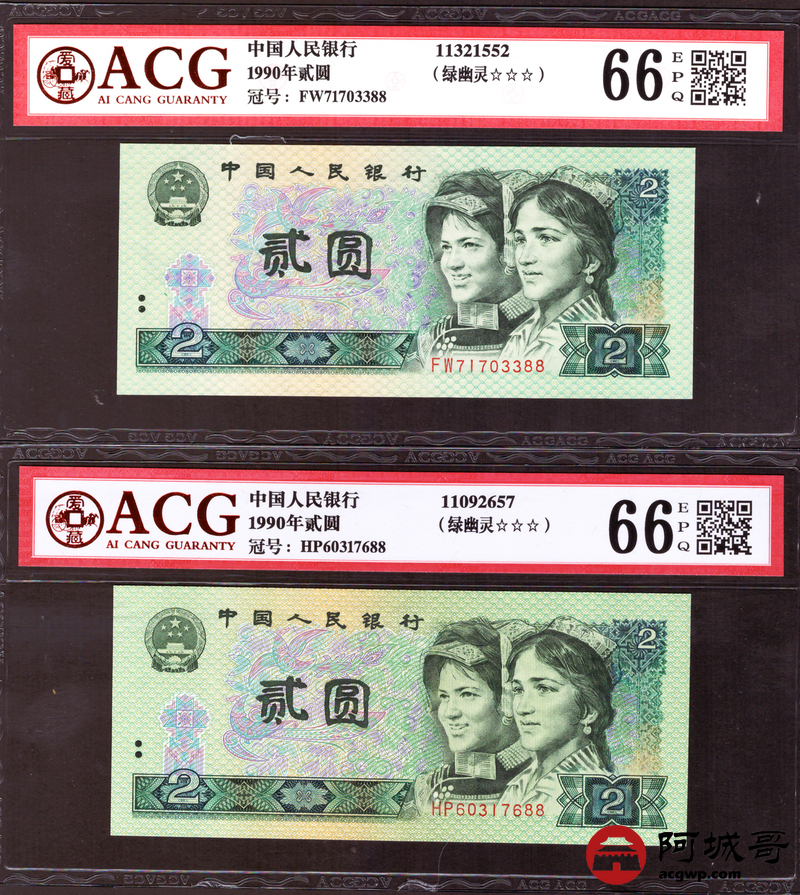 ACG
AI CANG GUARANTY
中国人民银行
1990年贰圆
冠号：FW71703388
11321552
（绿幽灵☆☆☆）
66
EPQ
中国人民银行
贰圆
2
2
2
FW71703388
ACG
AI CANG GUARANTY
中国人民银行
1990年贰圆
冠号：HP60317688
11092657
（绿幽灵☆☆☆）
66
EPQ
中国人民银行
贰圆
2
2
2
HP60317688
阿城哥
acgwp.com